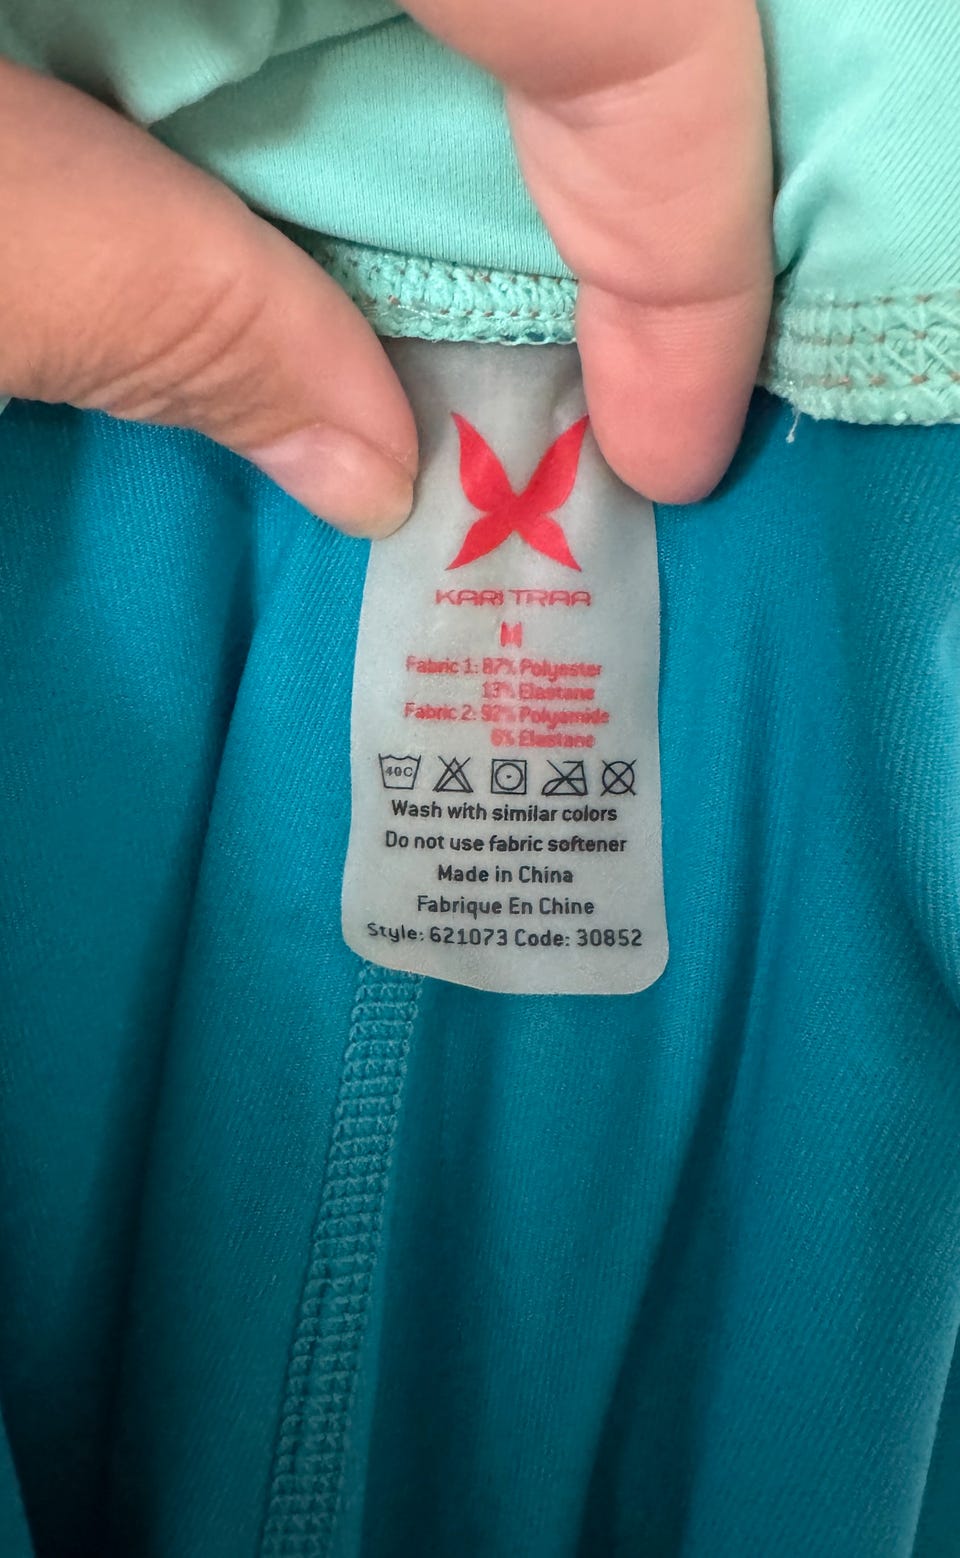 KARI TRAA
M
Fabric 1: 87% Polyester
13% Elastane
Fabric 2: 92% Polyamide
8% Elastane
40C
Wash with similar colors
Do not use fabric softener
Made in China
Fabrique En Chine
Style: 621073 Code: 30852